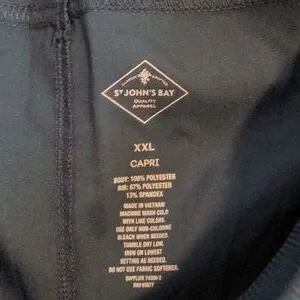 ST JOHN'S BAY
QUALITY
APPAREL
XXL
CAPRI
BODY: 100% POLYESTER
RIB: 87% POLYESTER
13% SPANDEX
MADE IN VIETNAM
MACHINE WASH COLD
WITH LIKE COLORS.
USE ONLY NON-CHLORINE
BLEACH WHEN NEEDED.
TUMBLE DRY LOW.
IRON ON LOWEST
SETTING AS NEEDED.
DO NOT USE FABRIC SOFTENER.
SUPPLIER
RN#